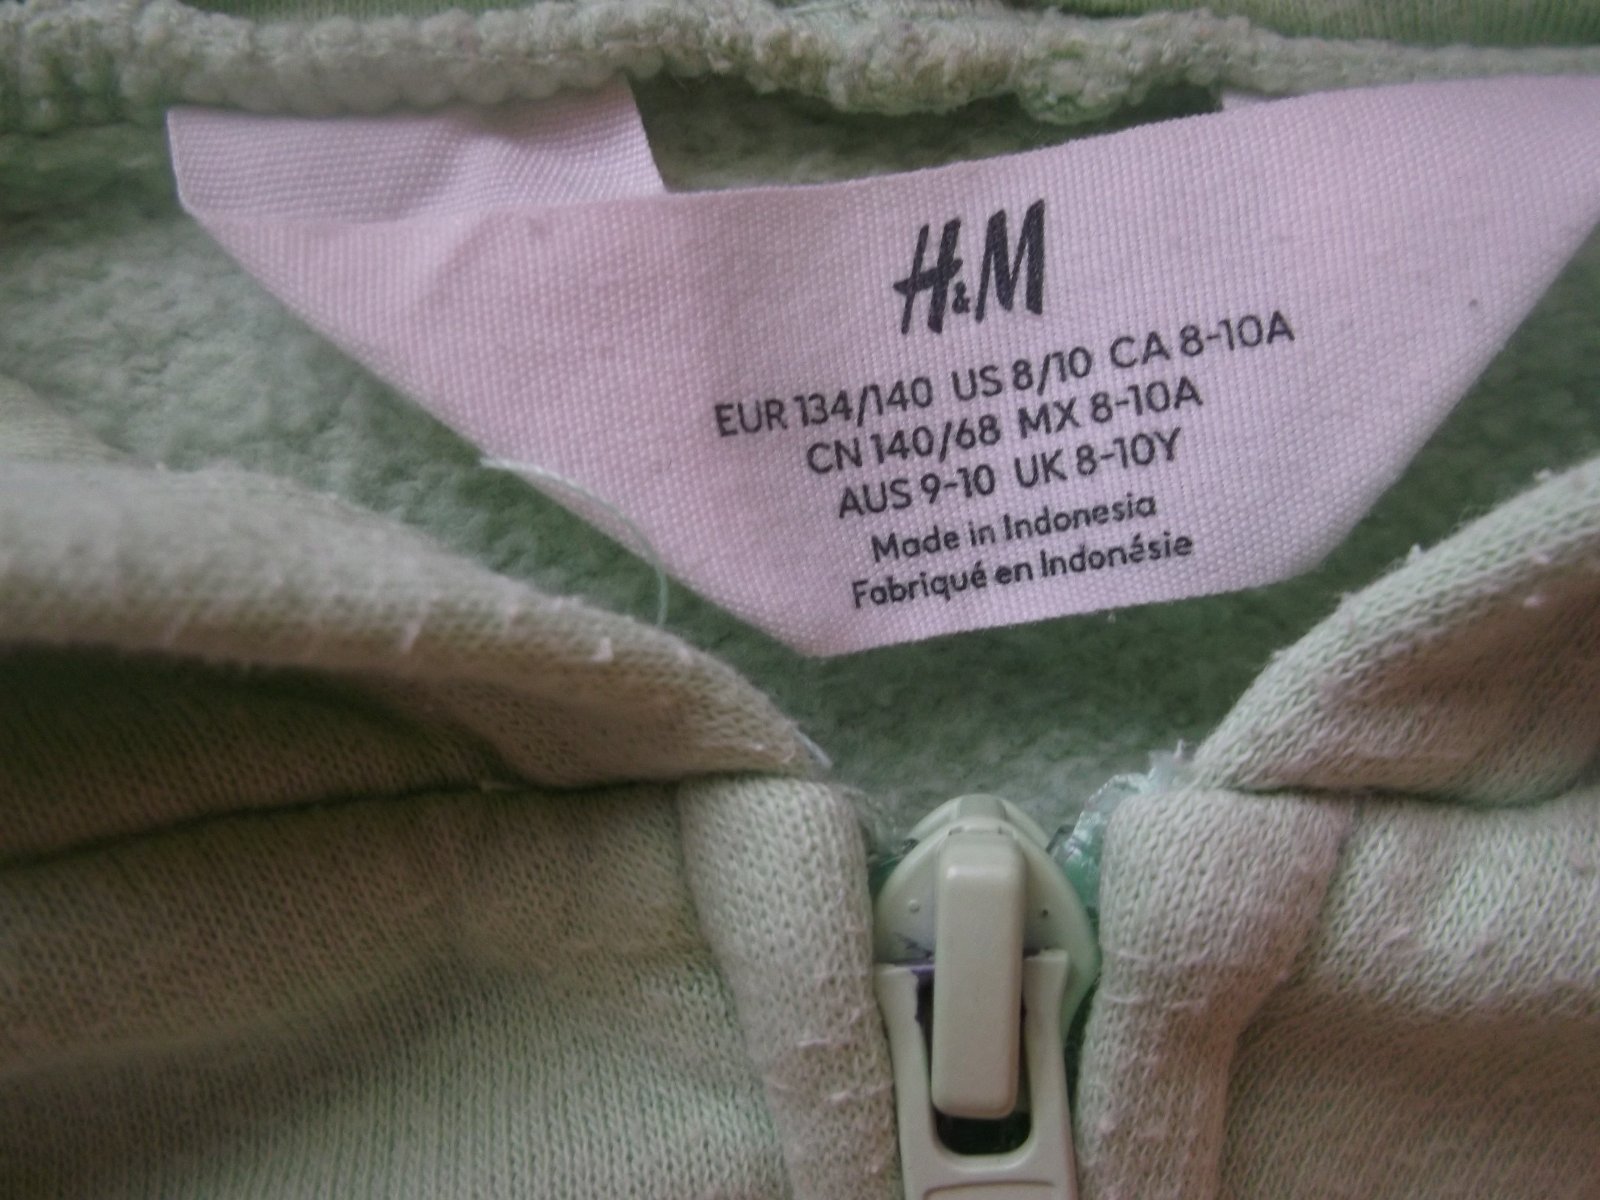 H&M
EUR 134/140 US 8/10 CA 8-10A
CN 140/68 MX 8-10A
AUS 9-10 UK 8-10Y
Made in Indonesia
Fabriqué en Indonésie